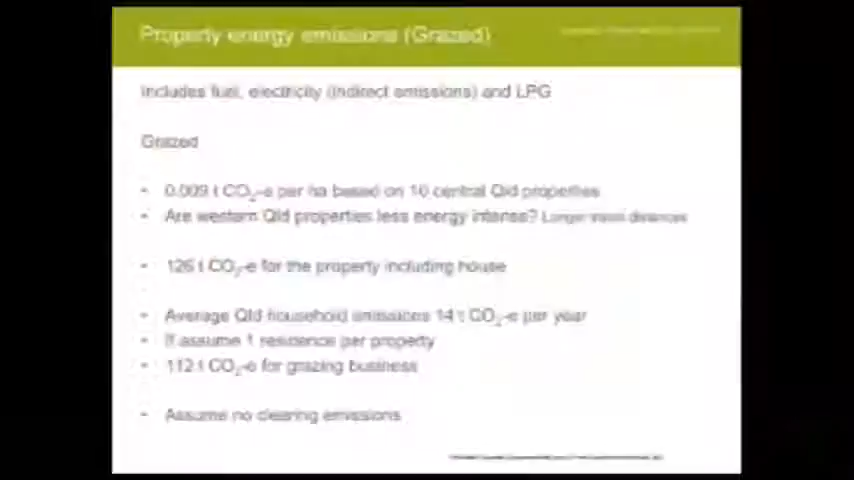 Property energy emissions (Grazed)
Includes fuel, electricity (indirect emissions) and LPG
Grazed
• 0.009 t CO₂-e per ha based on 10 central Qld properties
• Are western Qld properties less energy intense? Longer travel distances
• 126 t CO₂-e for the property including house
• Average Qld household emissions 14 t CO₂-e per year
• If assume 1 residence per property
• 112 t CO₂-e for grazing business
• Assume no clearing emissions